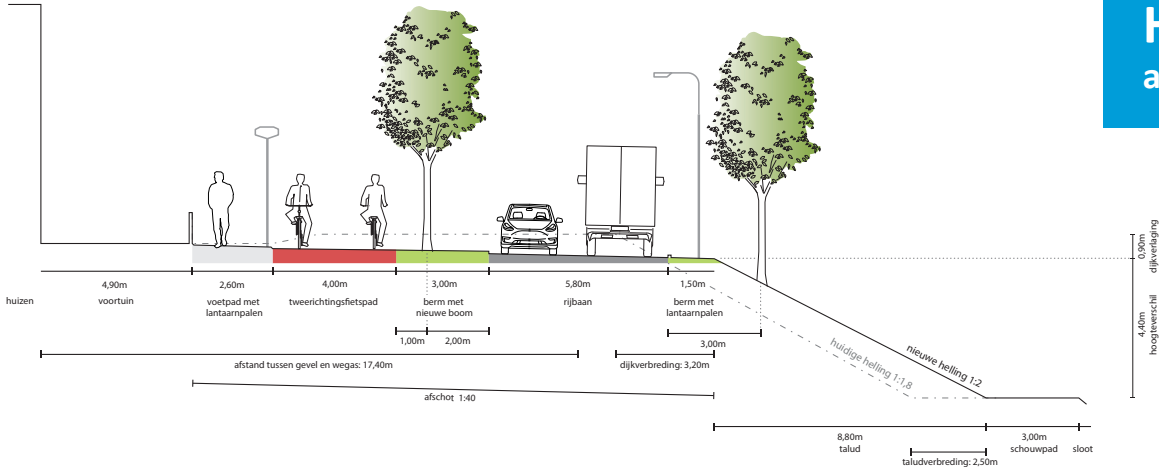 H
a
0,90m
dijkverlaging
4,40m
hoogteverschil
huizen
4,90m
voortuin
2,60m
voetpad met
lantaarnpalen
4,00m
tweerichtingsfietspad
3,00m
berm met
nieuwe boom
5,80m
rijbaan
1,50m
berm met
lantaarnpalen
1,00m
2,00m
3,00m
afstand tussen gevel en wegas: 17,40m
dijkverbreding: 3,20m
huidige helling 1:1,8
nieuwe helling 1:2
afschot 1:40
8,80m
talud
3,00m
schouwpad
sloot
taludverbreding: 2,50m